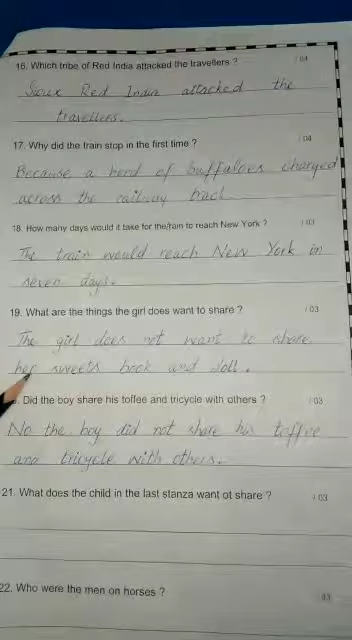 16. Which tribe of Red India attacked the travellers ? / 04
Sioux Red India attacked the
travellers.
17. Why did the train stop in the first time ? / 04
Because a herd of buffaloes charged
across the railway track
18. How many days would it take for the/rain to reach New York ? / 03
The train would reach New York in
seven days.
19. What are the things the girl does want to share ? / 03
The girl does not want to share
her sweets book and doll.
. Did the boy share his toffee and tricycle with others ? / 03
No the boy did not share his toffee
and tricycle with others.
21. What does the child in the last stanza want ot share ? / 03
22. Who were the men on horses ? 03